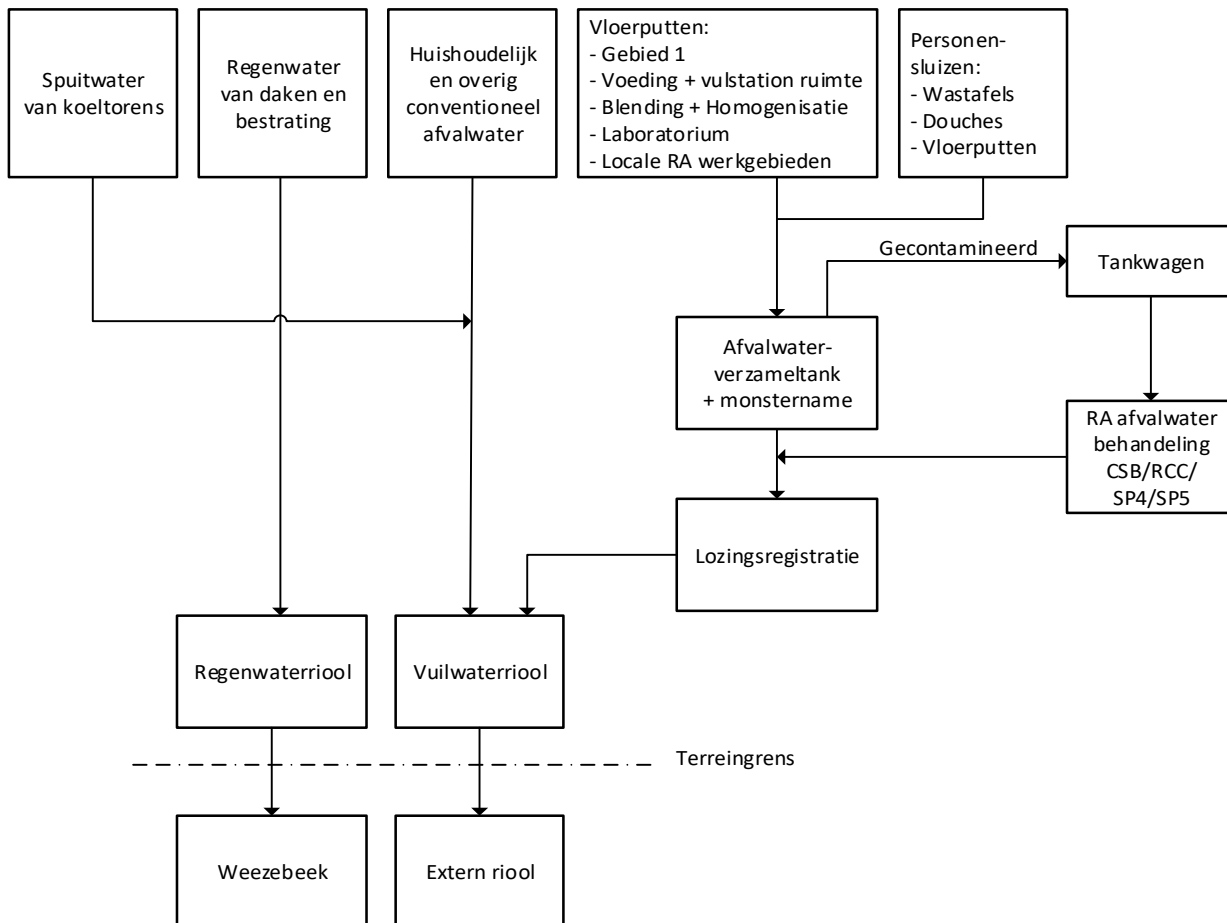 Spuitwater
van koeltorens
Regenwater
van daken en
bestrating
Huishoudelijk
en overig
conventioneel
afvalwater
Vloerputten:
- Gebied 1
- Voeding + vulstation ruimte
- Blending + Homogenisatie
- Laboratorium
- Locale RA werkgebieden
Personen-
sluizen:
- Wastafels
- Douches
- Vloerputten
Gecontamineerd
Tankwagen
Afvalwater-
verzameltank
+ monstername
RA afvalwater
behandeling
CSB/RCC/
SP4/SP5
Lozingsregistratie
Regenwaterriool
Vuilwaterriool
Terreingrens
Weezebeek
Extern riool